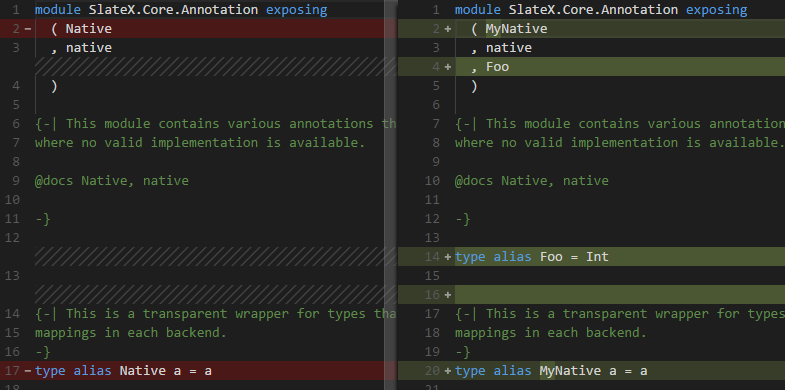 1 module SlateX.Core.Annotation exposing
2 − ( Native
3 , native
4 )
5
6 {-| This module contains various annotations th
7 where no valid implementation is available.
8
9 @docs Native, native
10
11 -}
12
13
14 {-| This is a transparent wrapper for types tha
15 mappings in each backend.
16 -}
17 − type alias Native a = a
18
1 module SlateX.Core.Annotation exposing
2 + ( MyNative
3 , native
4 + , Foo
5 )
6
7 {-| This module contains various annotation
8 where no valid implementation is available.
9
10 @docs Native, native
11
12 -}
13
14 + type alias Foo = Int
15
16 +
17 {-| This is a transparent wrapper for types
18 mappings in each backend.
19 -}
20 + type alias MyNative a = a
21